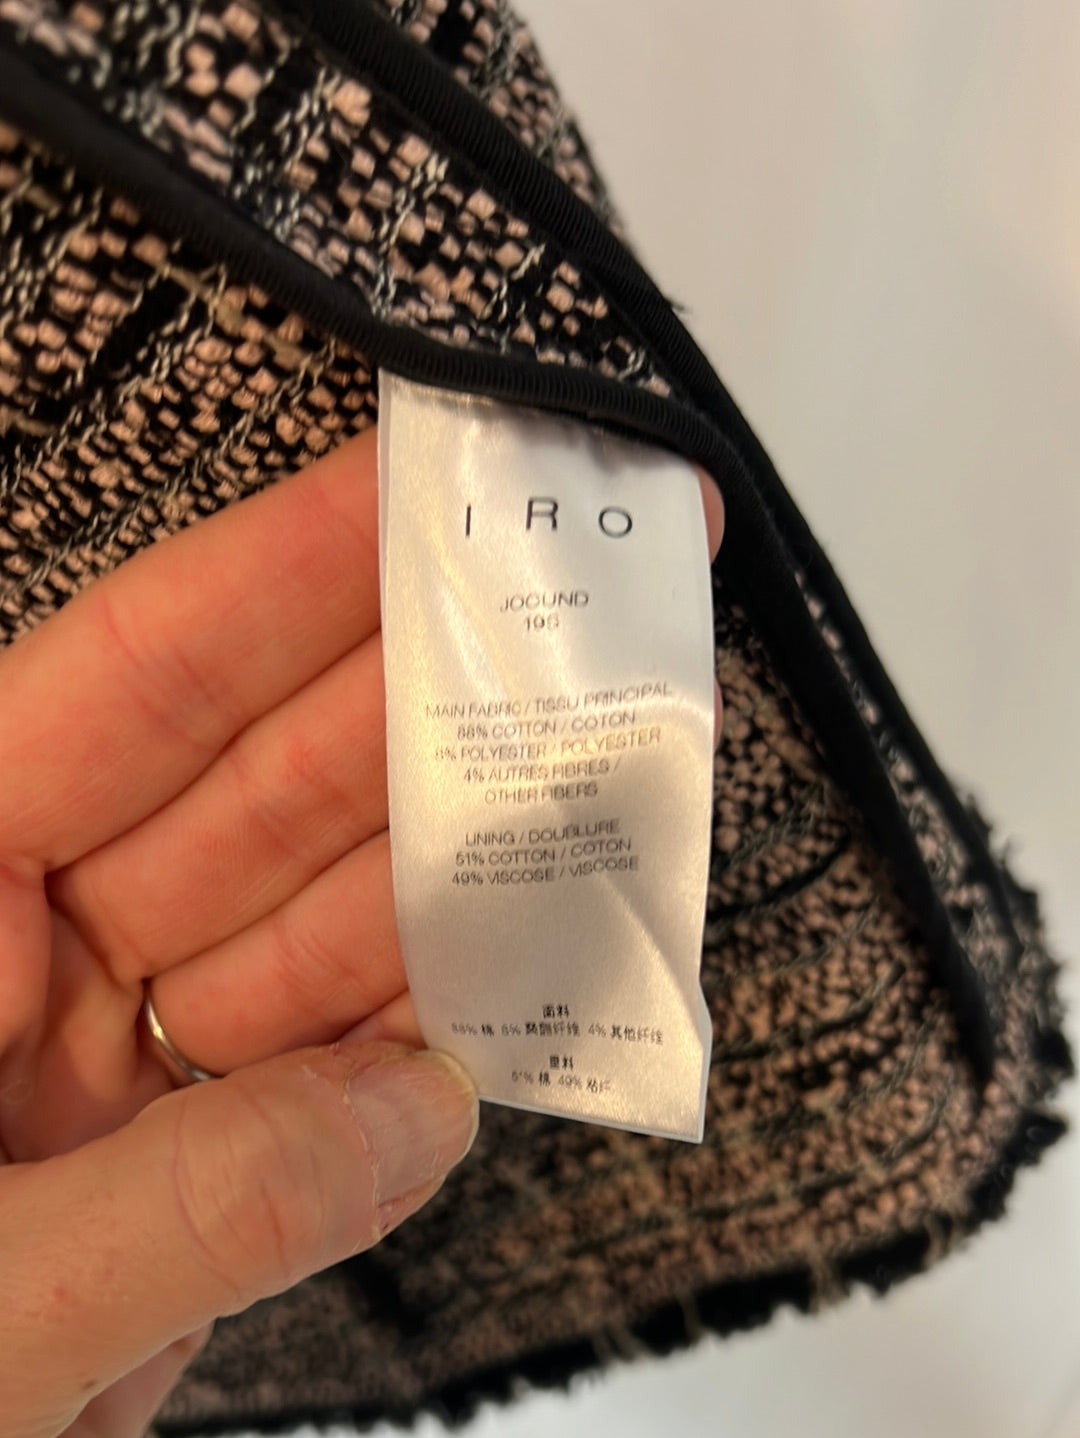 IRO
JOCUND
19S
MAIN FABRIC / TISSU PRINCIPAL
88% COTTON / COTON
8% POLYESTER - POLYESTER
4% AUTRES FIBRES /
OTHER FIBERS
LINING / DOUBLURE
51% COTTON / COTON
49% VISCOSE / VISCOSE
面料
88% 棉 8% 聚酯纤维 4% 其他纤维
里料
51% 棉 49% 粘纤